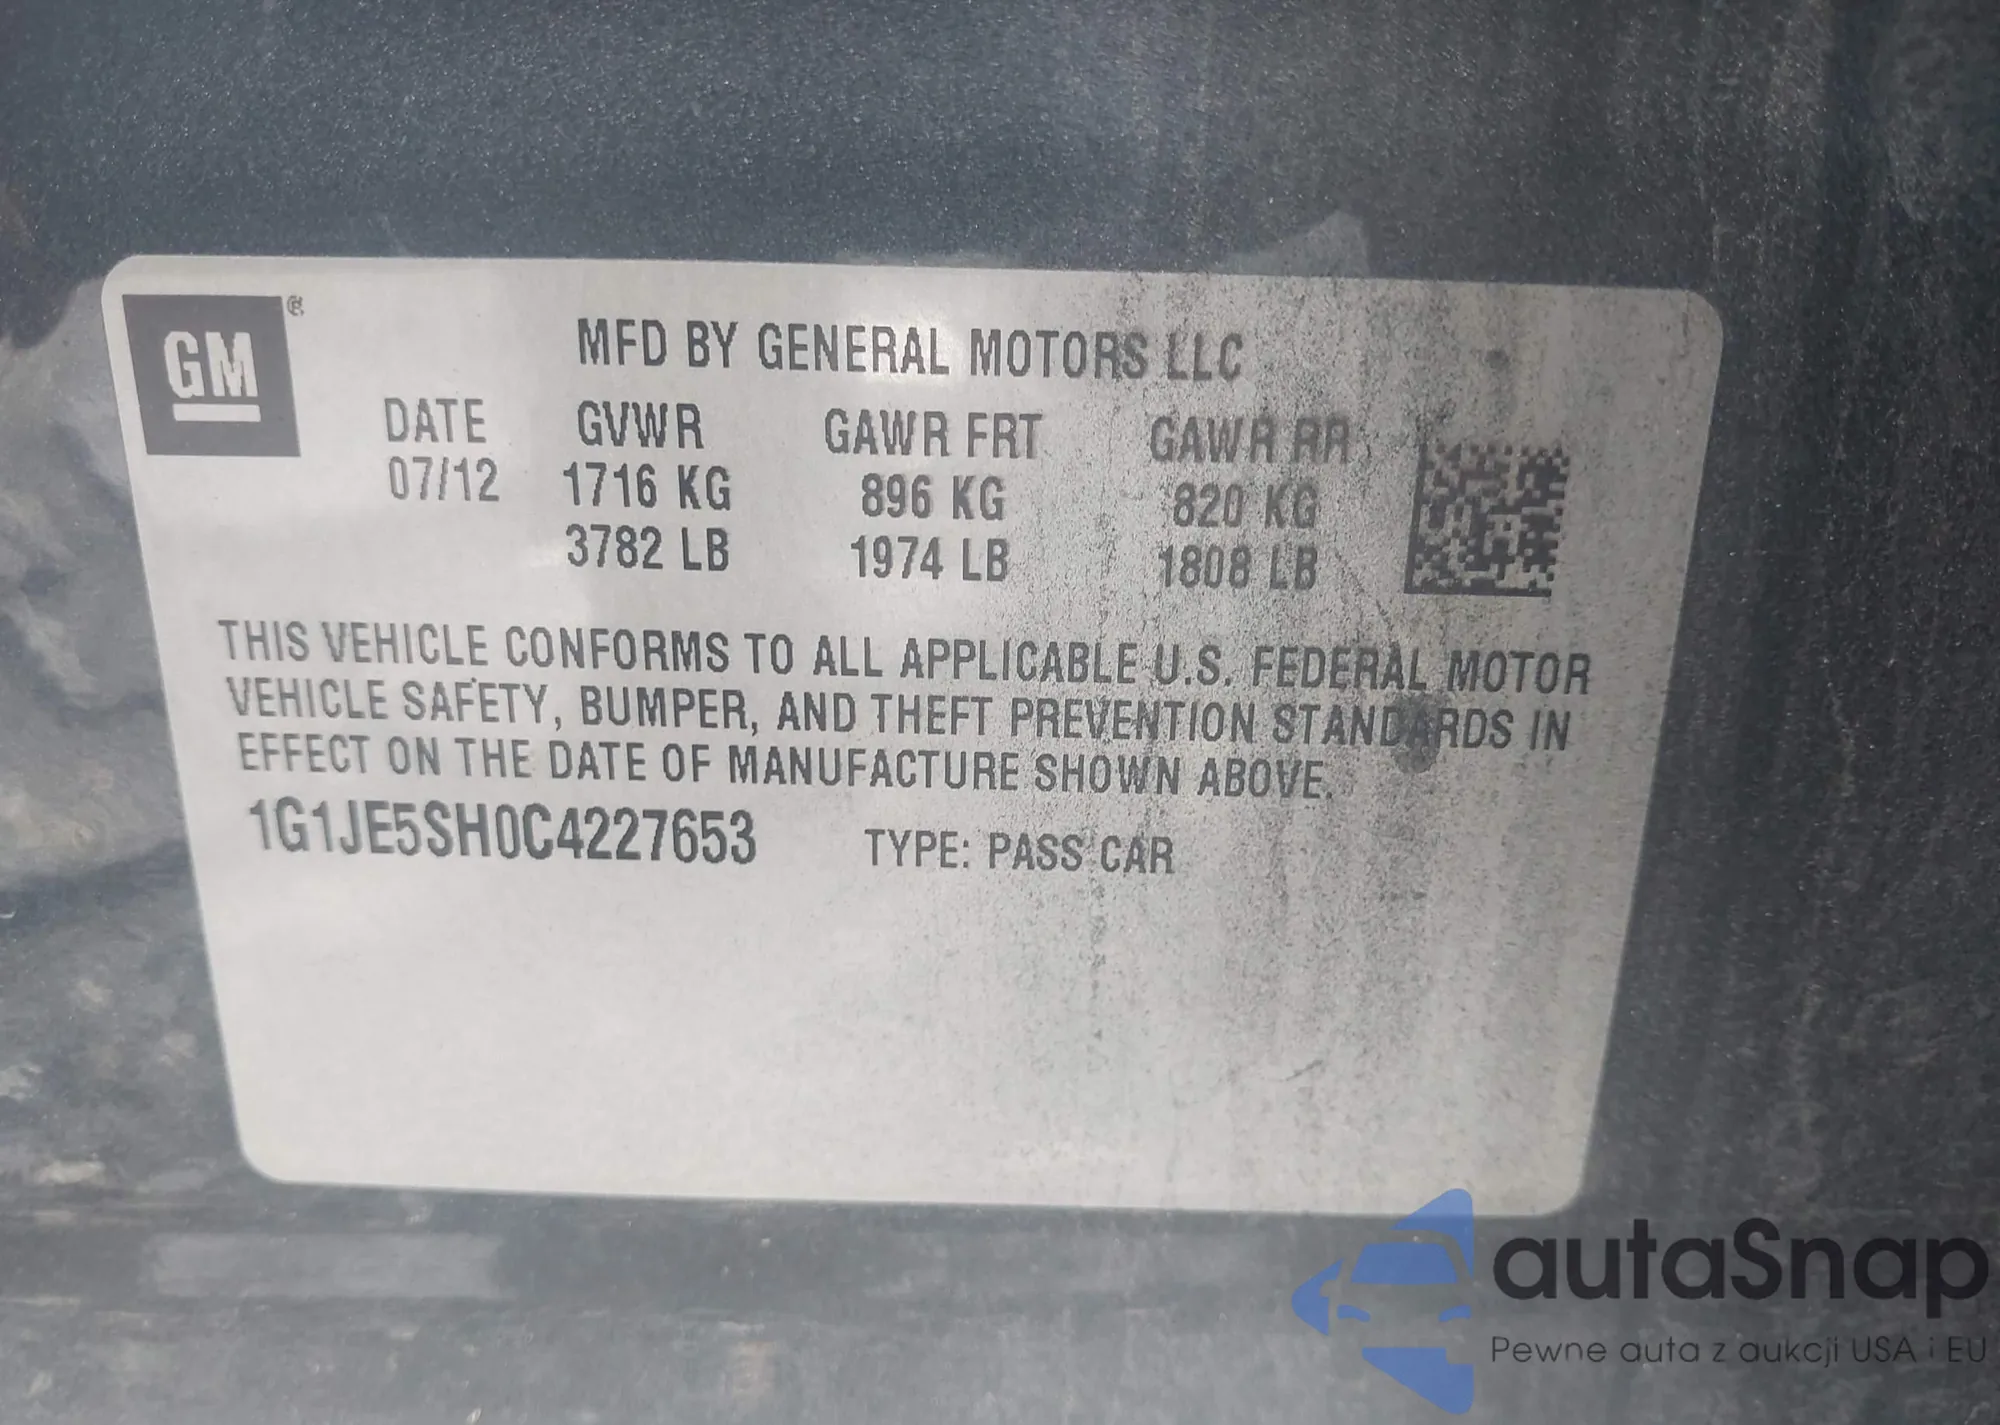 GM ®
MFD BY GENERAL MOTORS LLC
DATE GVWR GAWR FRT GAWR RR
07/12 1716 KG 896 KG 820 KG
3782 LB 1974 LB 1808 LB
THIS VEHICLE CONFORMS TO ALL APPLICABLE U.S. FEDERAL MOTOR
VEHICLE SAFETY, BUMPER, AND THEFT PREVENTION STANDARDS IN
EFFECT ON THE DATE OF MANUFACTURE SHOWN ABOVE.
1G1JE5SH0C4227653 TYPE: PASS CAR
autaSnap
Pewne auta z aukcji USA i EU